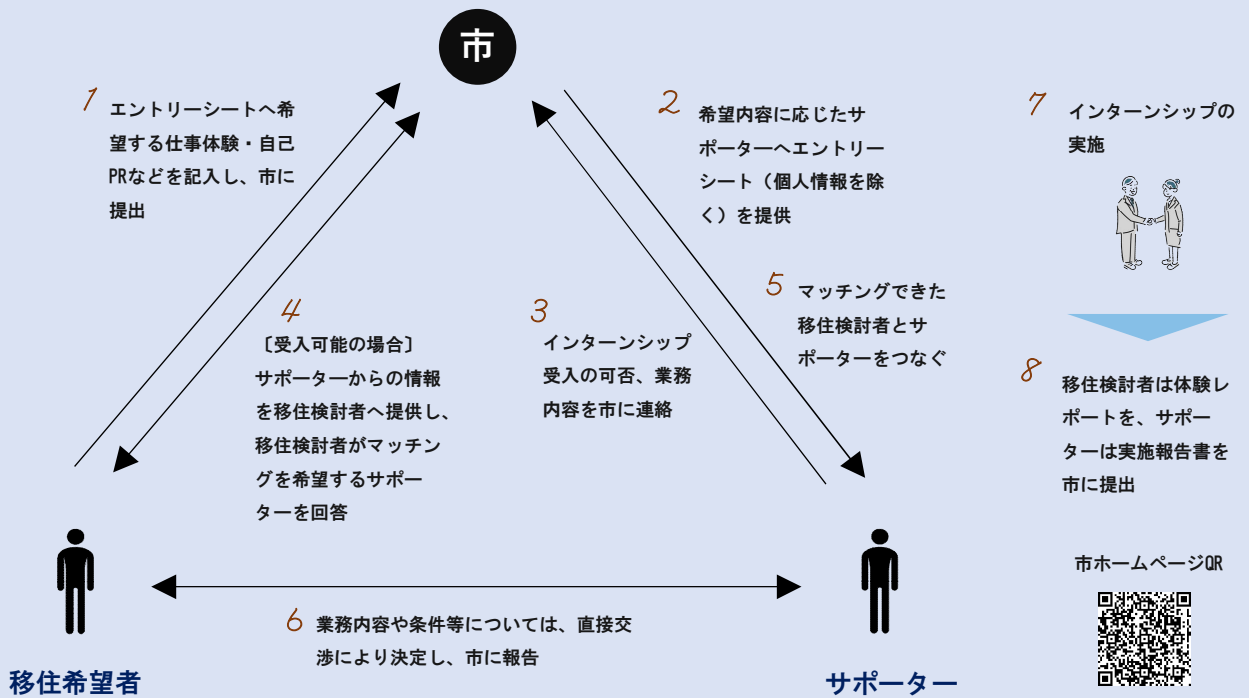 市
1
エントリーシートへ希
望する仕事体験・自己
PRなどを記入し、市に
提出
2
希望内容に応じたサ
ポーターへエントリー
シート（個人情報を除
く）を提供
3
インターンシップ
受入の可否、業務
内容を市に連絡
4
〔受入可能の場合〕
サポーターからの情報
を移住検討者へ提供し、
移住検討者がマッチン
グを希望するサポー
ターを回答
5
マッチングできた
移住検討者とサ
ポーターをつなぐ
6
業務内容や条件等については、直接交
渉により決定し、市に報告
移住希望者
サポーター
7
インターンシップの
実施
8
移住検討者は体験レ
ポートを、サポー
ターは実施報告書を
市に提出
市ホームページQR